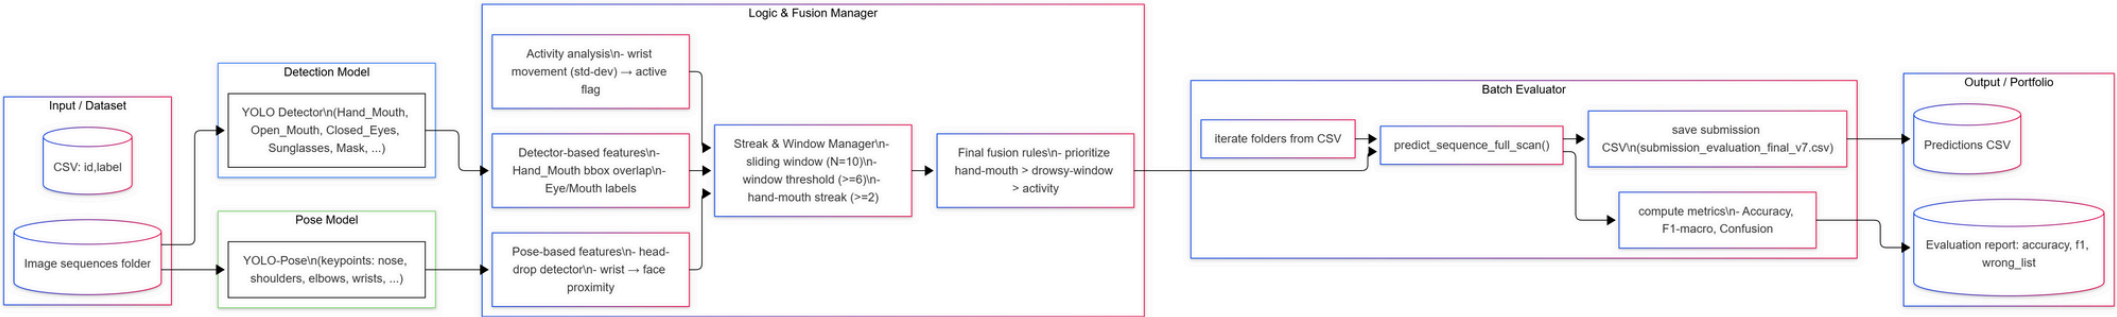 Input / Dataset
CSV: id,label
Image sequences folder
Detection Model
YOLO Detector\n(Hand_Mouth,
Open_Mouth, Closed_Eyes,
Sunglasses, Mask, ...)
Pose Model
YOLO-Pose\n(keypoints: nose,
shoulders, elbows, wrists, ...)
Logic & Fusion Manager
Activity analysis\n- wrist
movement (std-dev) → active
flag
Detector-based features\n-
Hand_Mouth bbox overlap\n-
Eye/Mouth labels
Pose-based features\n- head-
drop detector\n- wrist → face
proximity
Streak & Window Manager\n-
sliding window (N=10)\n-
window threshold (>=6)\n-
hand-mouth streak (>=2)
Final fusion rules\n- prioritize
hand-mouth > drowsy-window
> activity
Batch Evaluator
iterate folders from CSV
predict_sequence_full_scan()
save submission
CSV\n(submission_evaluation_final_v7.csv)
compute metrics\n- Accuracy,
F1-macro, Confusion
Output / Portfolio
Predictions CSV
Evaluation report: accuracy, f1,
wrong_list